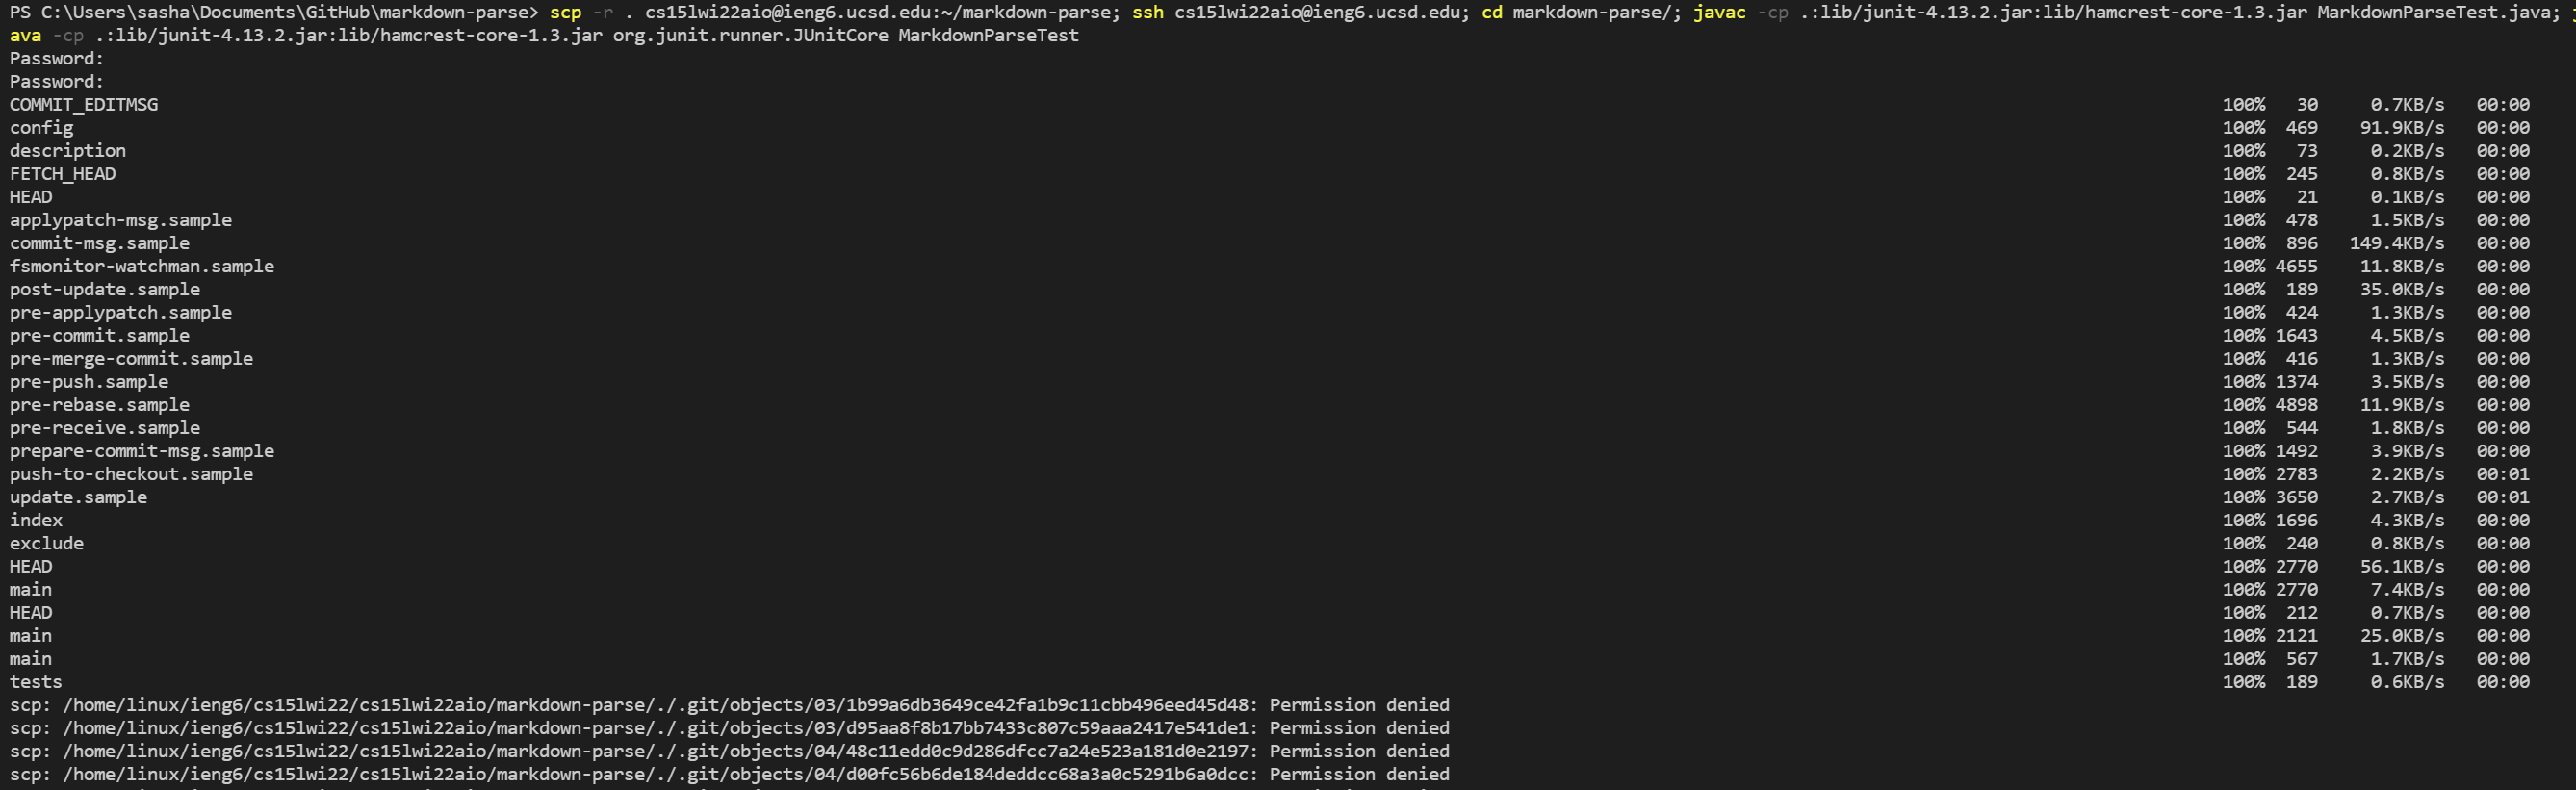 PS C:\Users\sasha\Documents\GitHub\markdown-parse> scp -r . cs15lwi22aio@ieng6.ucsd.edu:~/markdown-parse; ssh cs15lwi22aio@ieng6.ucsd.edu; cd markdown-parse/; javac -cp .:lib/junit-4.13.2.jar:lib/hamcrest-core-1.3.jar MarkdownParseTest.java; j
ava -cp .:lib/junit-4.13.2.jar:lib/hamcrest-core-1.3.jar org.junit.runner.JUnitCore MarkdownParseTest
Password:
Password:
COMMIT_EDITMSG 100% 30 0.7KB/s 00:00
config 100% 469 91.9KB/s 00:00
description 100% 73 0.2KB/s 00:00
FETCH_HEAD 100% 245 0.8KB/s 00:00
HEAD 100% 21 0.1KB/s 00:00
applypatch-msg.sample 100% 478 1.5KB/s 00:00
commit-msg.sample 100% 896 149.4KB/s 00:00
fsmonitor-watchman.sample 100% 4655 11.8KB/s 00:00
post-update.sample 100% 189 35.0KB/s 00:00
pre-applypatch.sample 100% 424 1.3KB/s 00:00
pre-commit.sample 100% 1643 4.5KB/s 00:00
pre-merge-commit.sample 100% 416 1.3KB/s 00:00
pre-push.sample 100% 1374 3.5KB/s 00:00
pre-rebase.sample 100% 4898 11.9KB/s 00:00
pre-receive.sample 100% 544 1.8KB/s 00:00
prepare-commit-msg.sample 100% 1492 3.9KB/s 00:00
push-to-checkout.sample 100% 2783 2.2KB/s 00:01
update.sample 100% 3650 2.7KB/s 00:01
index 100% 1696 4.3KB/s 00:00
exclude 100% 240 0.8KB/s 00:00
HEAD 100% 2770 56.1KB/s 00:00
main 100% 2770 7.4KB/s 00:00
HEAD 100% 212 0.7KB/s 00:00
main 100% 2121 25.0KB/s 00:00
main 100% 567 1.7KB/s 00:00
tests 100% 189 0.6KB/s 00:00
scp: /home/linux/ieng6/cs15lwi22/cs15lwi22aio/markdown-parse/./.git/objects/03/1b99a6db3649ce42fa1b9c11cbb496eed45d48: Permission denied
scp: /home/linux/ieng6/cs15lwi22/cs15lwi22aio/markdown-parse/./.git/objects/03/d95aa8f8b17bb7433c807c59aaa2417e541de1: Permission denied
scp: /home/linux/ieng6/cs15lwi22/cs15lwi22aio/markdown-parse/./.git/objects/04/48c11edd0c9d286dfcc7a24e523a181d0e2197: Permission denied
scp: /home/linux/ieng6/cs15lwi22/cs15lwi22aio/markdown-parse/./.git/objects/04/d00fc56b6de184deddcc68a3a0c5291b6a0dcc: Permission denied